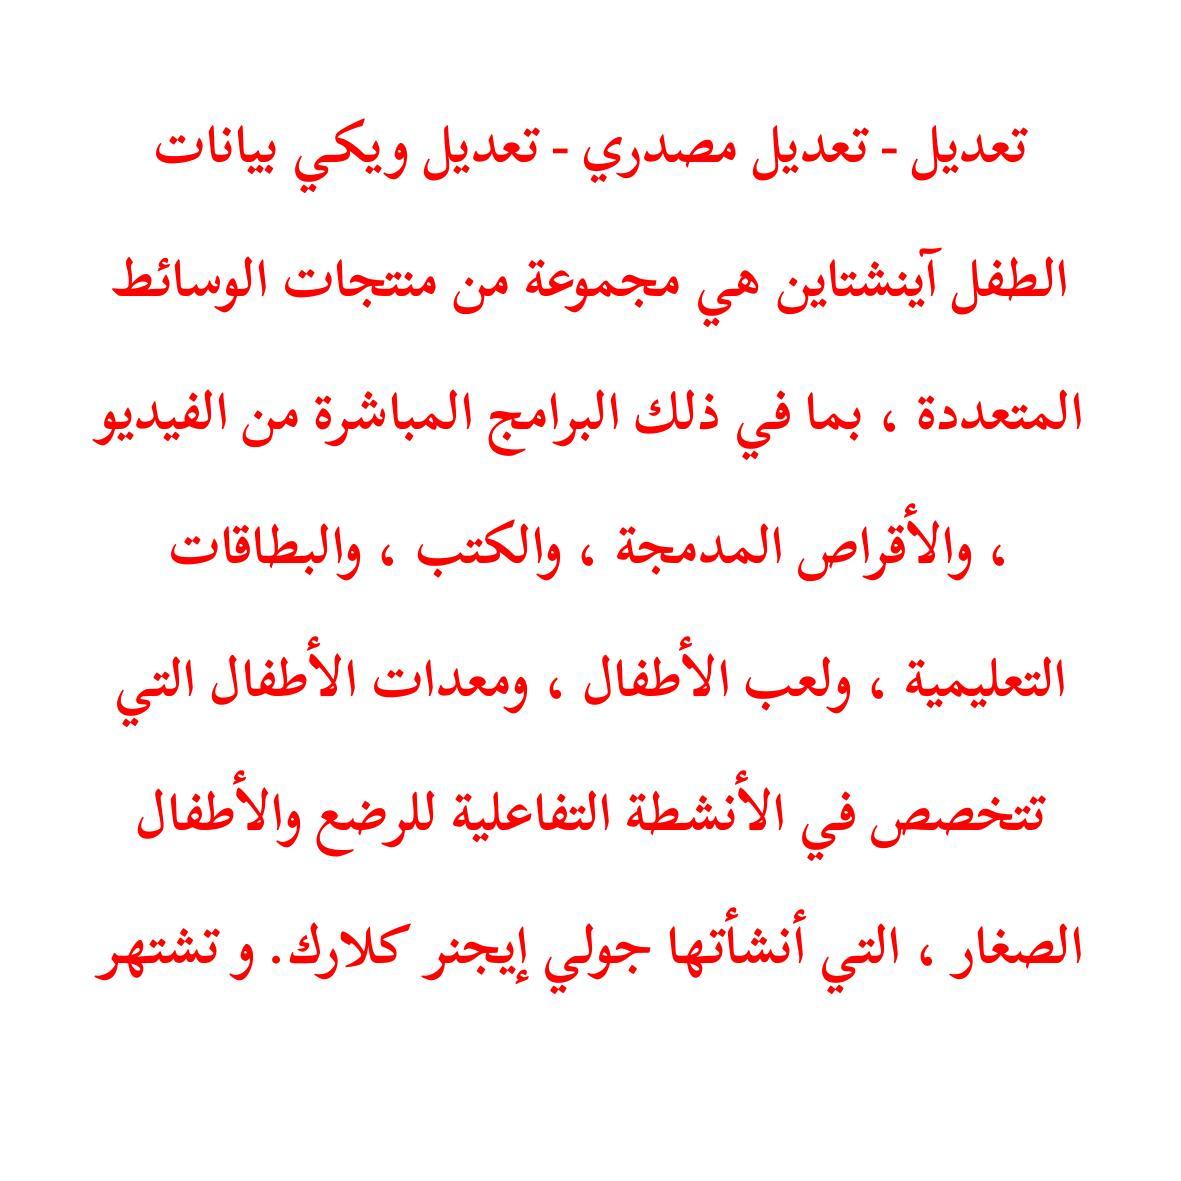 تعديل - تعديل مصدري - تعديل ويكي بيانات
الطفل آينشتاين هي مجموعة من منتجات الوسائط
المتعددة ، بما في ذلك البرامج المباشرة من الفيديو
، والأقراص المدمجة ، والكتب ، والبطاقات
التعليمية ، ولعب الأطفال ، ومعدات الأطفال التي
تتخصص في الأنشطة التفاعلية للرضع والأطفال
الصغار ، التي أنشأتها جولي إيجنر كلارك. و تشتهر